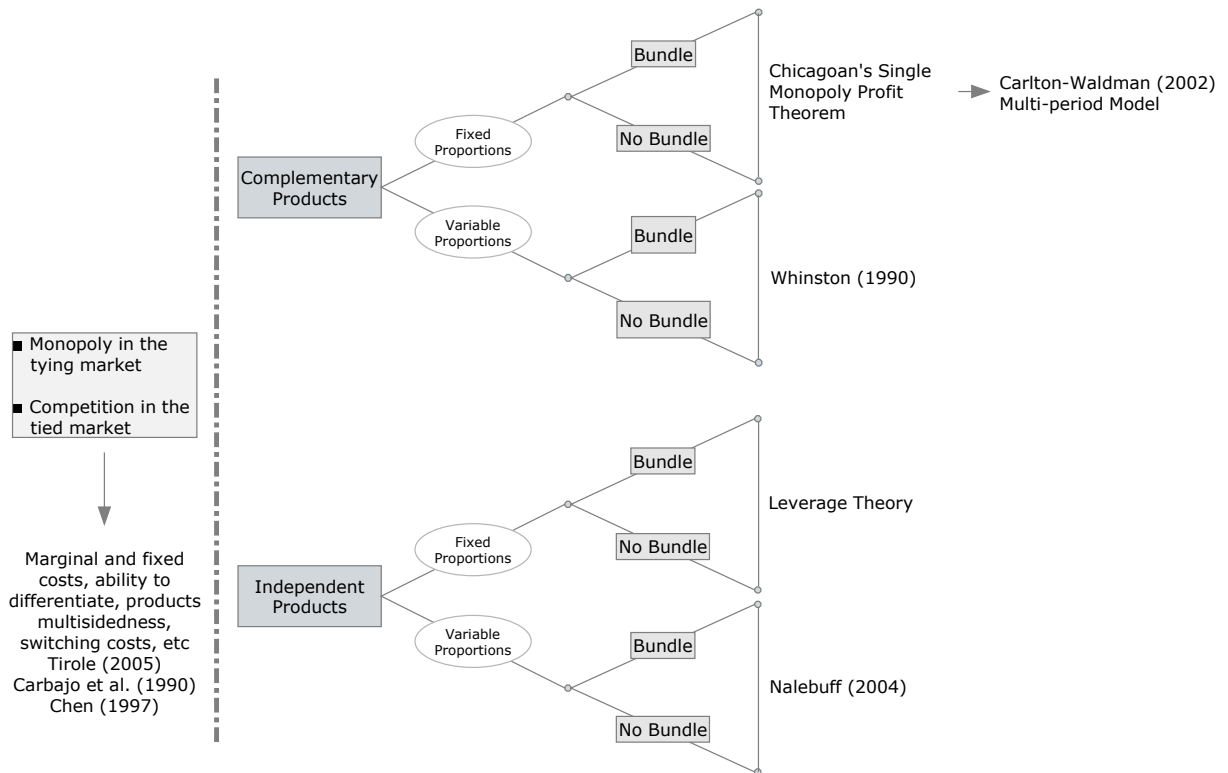 ■ Monopoly in the
tying market
■ Competition in the
tied market
Marginal and fixed
costs, ability to
differentiate, products
multisidedness,
switching costs, etc
Tirole (2005)
Carbajo et al. (1990)
Chen (1997)
Complementary
Products
Fixed
Proportions
Bundle
No Bundle
Chicagoan's Single
Monopoly Profit
Theorem
Carlton-Waldman (2002)
Multi-period Model
Variable
Proportions
Bundle
No Bundle
Whinston (1990)
Independent
Products
Fixed
Proportions
Bundle
No Bundle
Leverage Theory
Variable
Proportions
Bundle
No Bundle
Nalebuff (2004)